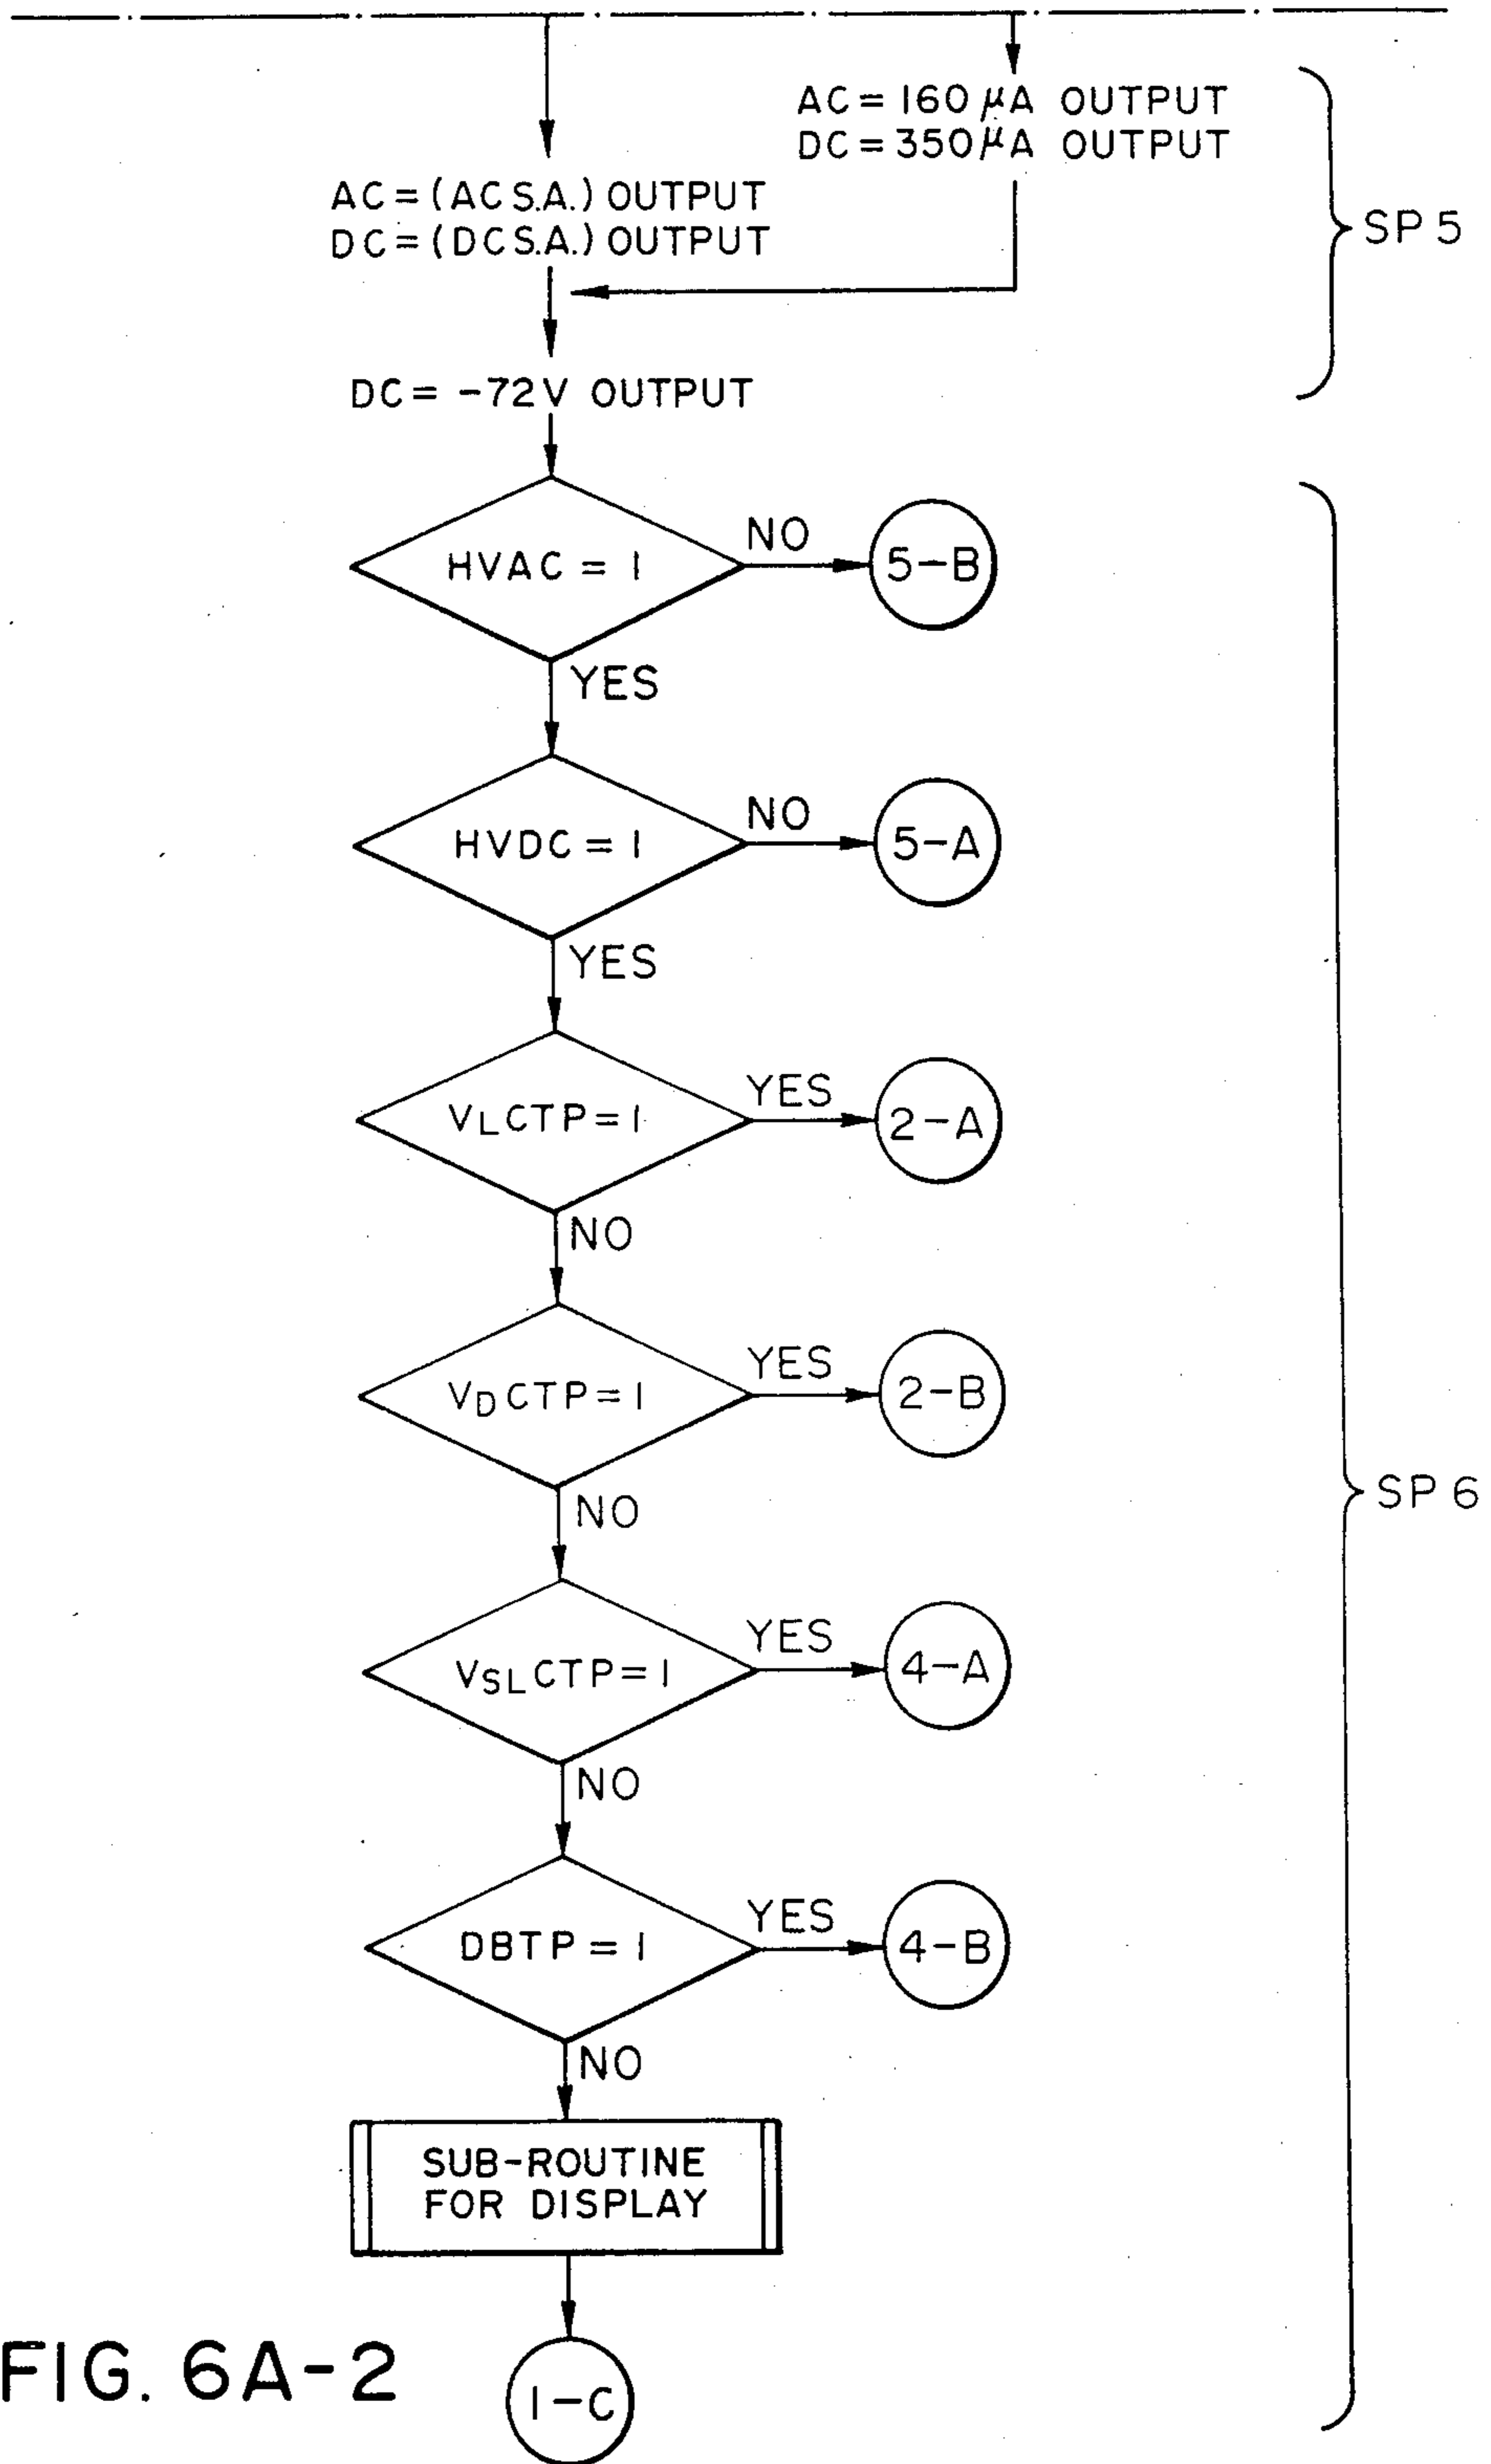 AC = 160 μA OUTPUT
DC = 350 μA OUTPUT
AC = (AC S.A.) OUTPUT
DC = (DC S.A.) OUTPUT
SP 5
DC = -72V OUTPUT
HVAC = 1
NO
5-B
YES
HVDC = 1
NO
5-A
YES
VLCTP = 1
YES
2-A
NO
VDCTP = 1
YES
2-B
NO
SP 6
VSLCTP = 1
YES
4-A
NO
DBTP = 1
YES
4-B
NO
SUB-ROUTINE
FOR DISPLAY
FIG. 6A-2
1-C